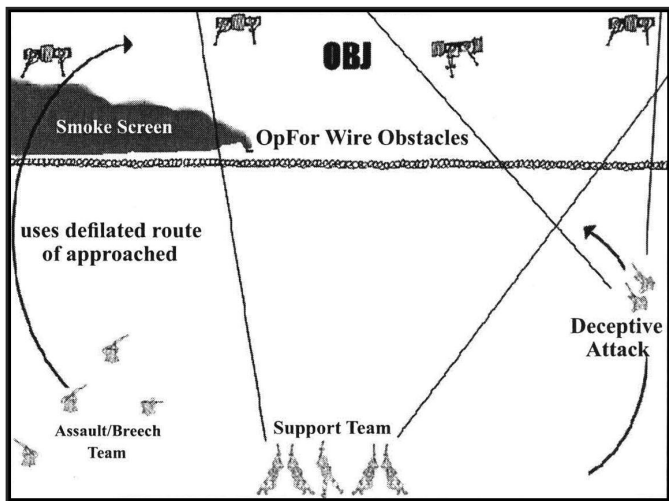 OBJ
Smoke Screen
OpFor Wire Obstacles
uses defilated route
of approached
Deceptive
Attack
Support Team
Assault/Breech
Team